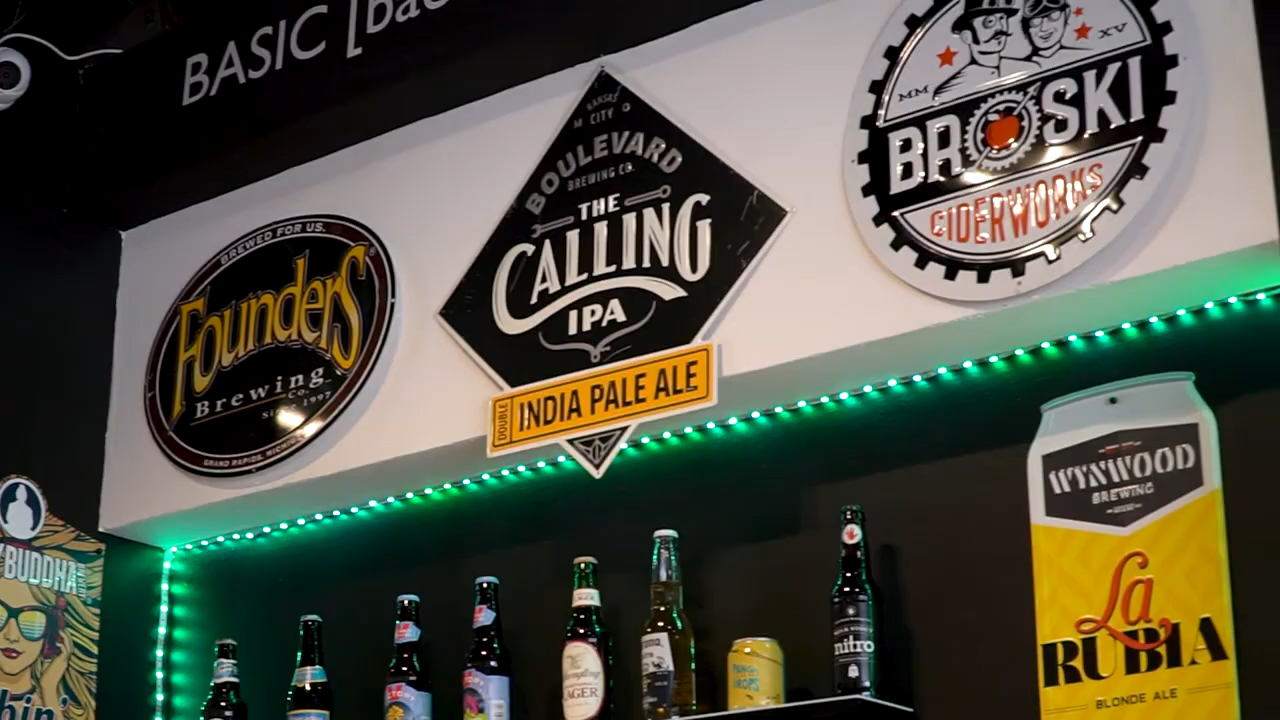 BASIC [bac
BREWED FOR US.
Founders
Brewing
Co.
Since 1997
GRAND RAPIDS, MICHIGAN
KANSAS
CITY
M O
BOULEVARD
BREWING CO.
THE
CALLING
IPA
DOUBLE
INDIA PALE ALE
MM XV
BROSKI
CIDERWORKS
WYNWOOD
BREWING
La
RUBIA
BLONDE ALE
BUDDHA
LAGER
nitro